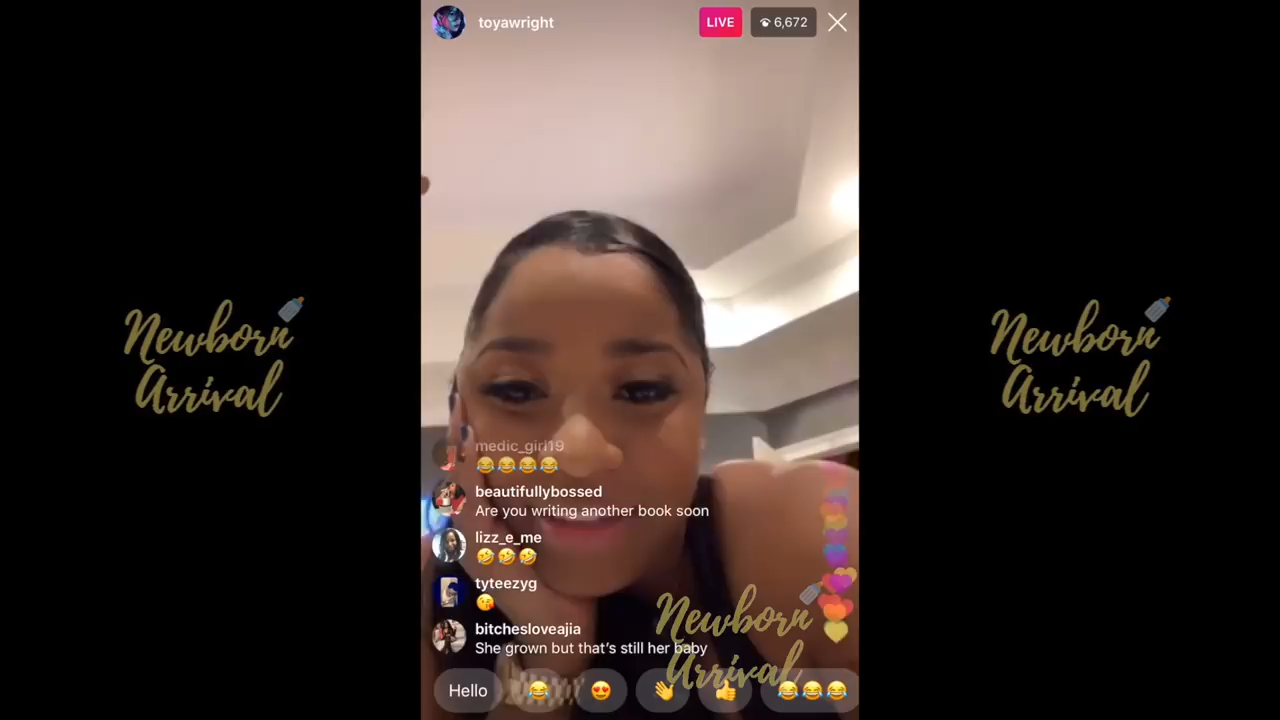 toyawright
LIVE
6,672
medic_girl19
😂😂😂😂
beautifullybossed
Are you writing another book soon
lizz_e_me
🤣🤣🤣
tyteezyg
😘
bitchesloveajia
She grown but that's still her baby
Hello 😂 😍 👋 👍 😂😂😂
Newborn
Arrival
Newborn
Arrival
Newborn
Arrival